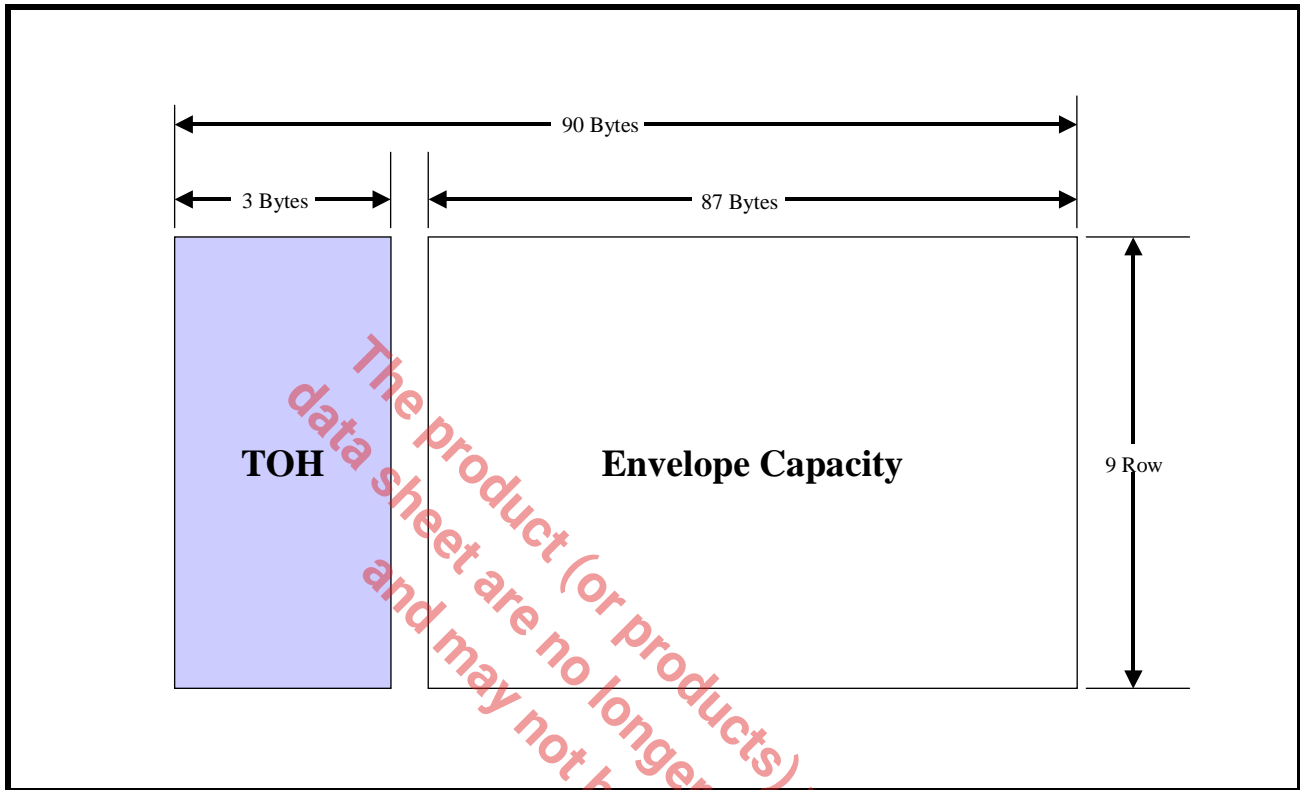 90 Bytes
3 Bytes
87 Bytes
TOH
Envelope Capacity
9 Row
The product (or products)
data sheet are no longer
and may not